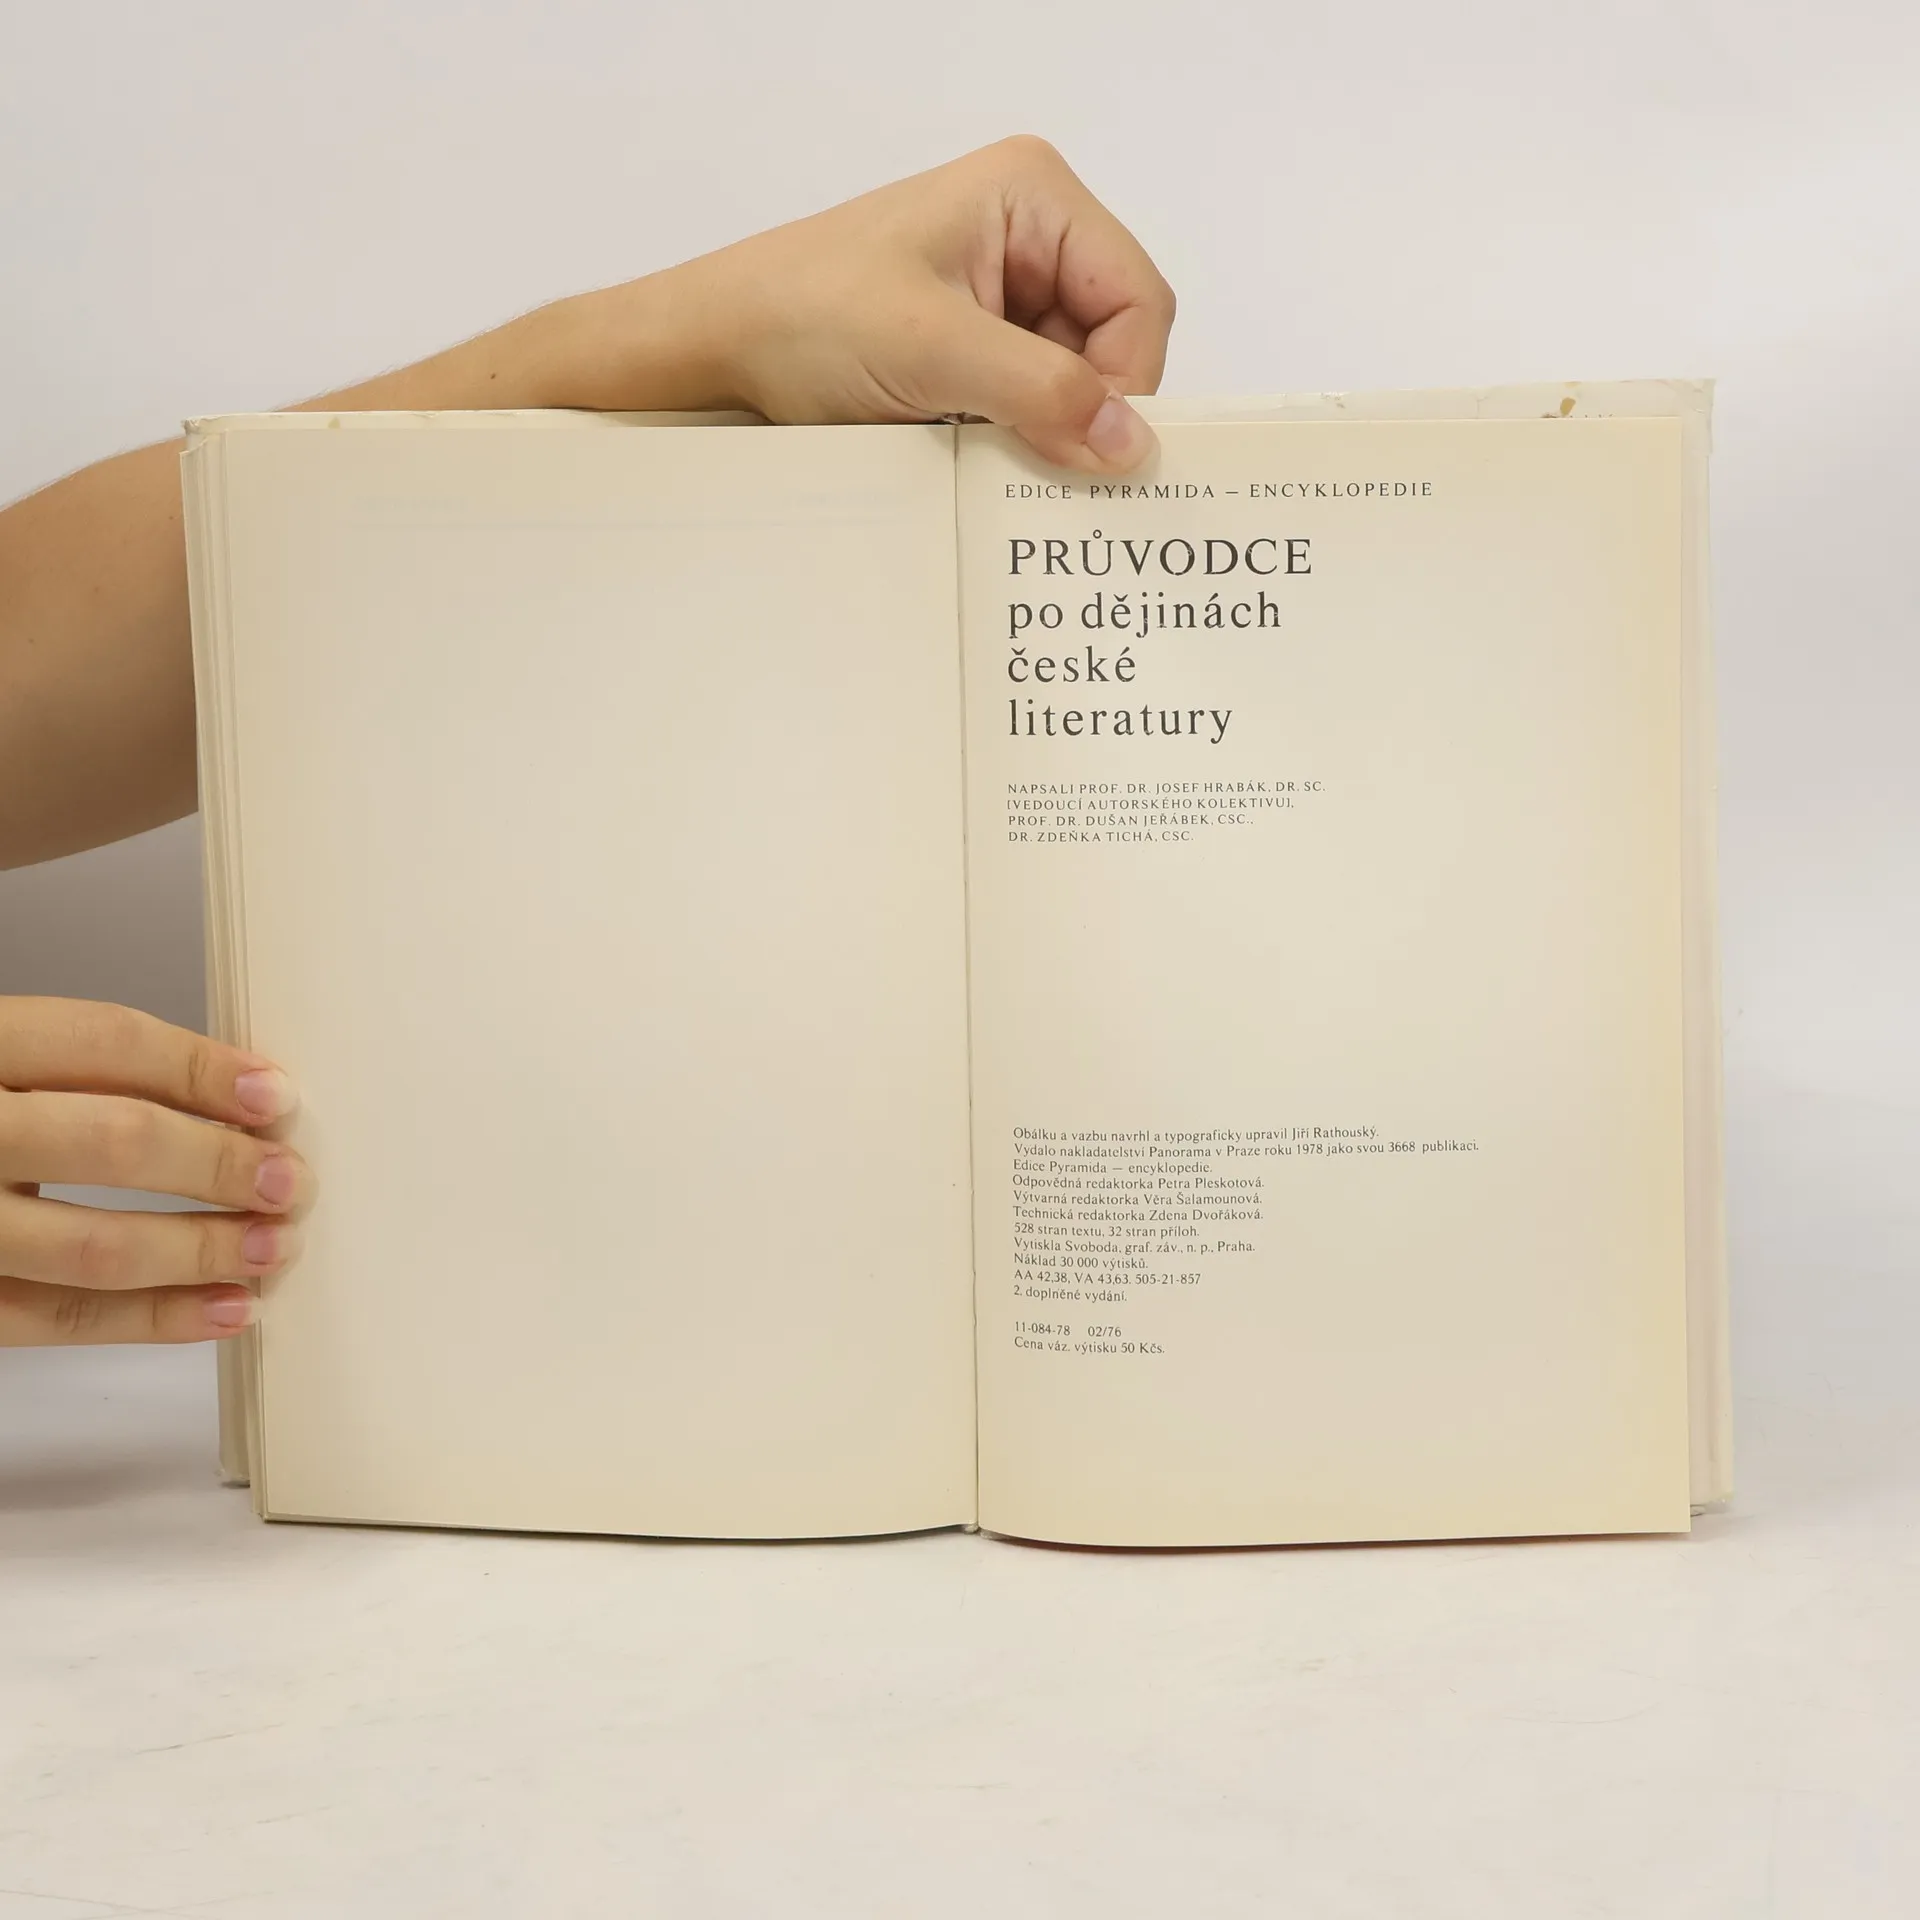 EDICE PYRAMIDA — ENCYKLOPEDIE
PRŮVODCE
po dějinách
české
literatury
NAPSALI PROF. DR. JOSEF HRABÁK, DR. SC.
[VEDOUCÍ AUTORSKÉHO KOLEKTIVU],
PROF. DR. DUŠAN JEŘÁBEK, CSC.,
DR. ZDEŇKA TICHÁ, CSC.
Obálku a vazbu navrhl a typograficky upravil Jiří Rathouský.
Vydalo nakladatelství Panorama v Praze roku 1978 jako svou 3668 publikaci.
Edice Pyramida — encyklopedie.
Odpovědná redaktorka Petra Pleskotová.
Výtvarná redaktorka Věra Šalamounová.
Technická redaktorka Zdena Dvořáková.
528 stran textu, 32 stran příloh.
Vytiskla Svoboda, graf. záv., n. p., Praha.
Náklad 30 000 výtisků.
AA 42,38, VA 43,63. 505-21-857
2. doplněné vydání.
11-084-78 02/76
Cena váz. výtisku 50 Kčs.